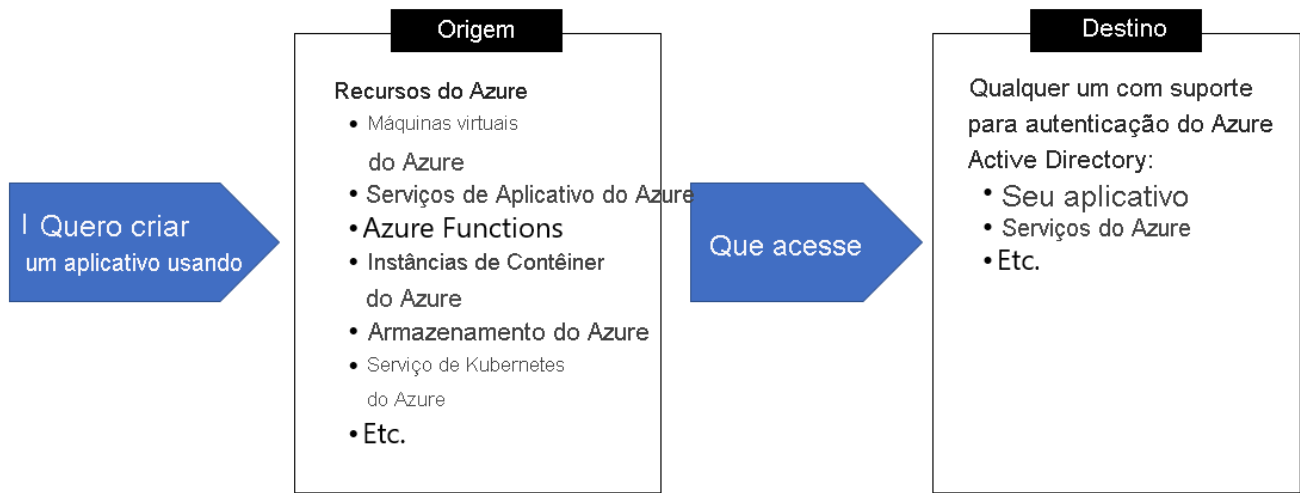 | Quero criar
um aplicativo usando
Origem
Recursos do Azure
• Máquinas virtuais
do Azure
• Serviços de Aplicativo do Azure
• Azure Functions
• Instâncias de Contêiner
do Azure
• Armazenamento do Azure
• Serviço de Kubernetes
do Azure
• Etc.
Que acesse
Destino
Qualquer um com suporte
para autenticação do Azure
Active Directory:
• Seu aplicativo
• Serviços do Azure
• Etc.